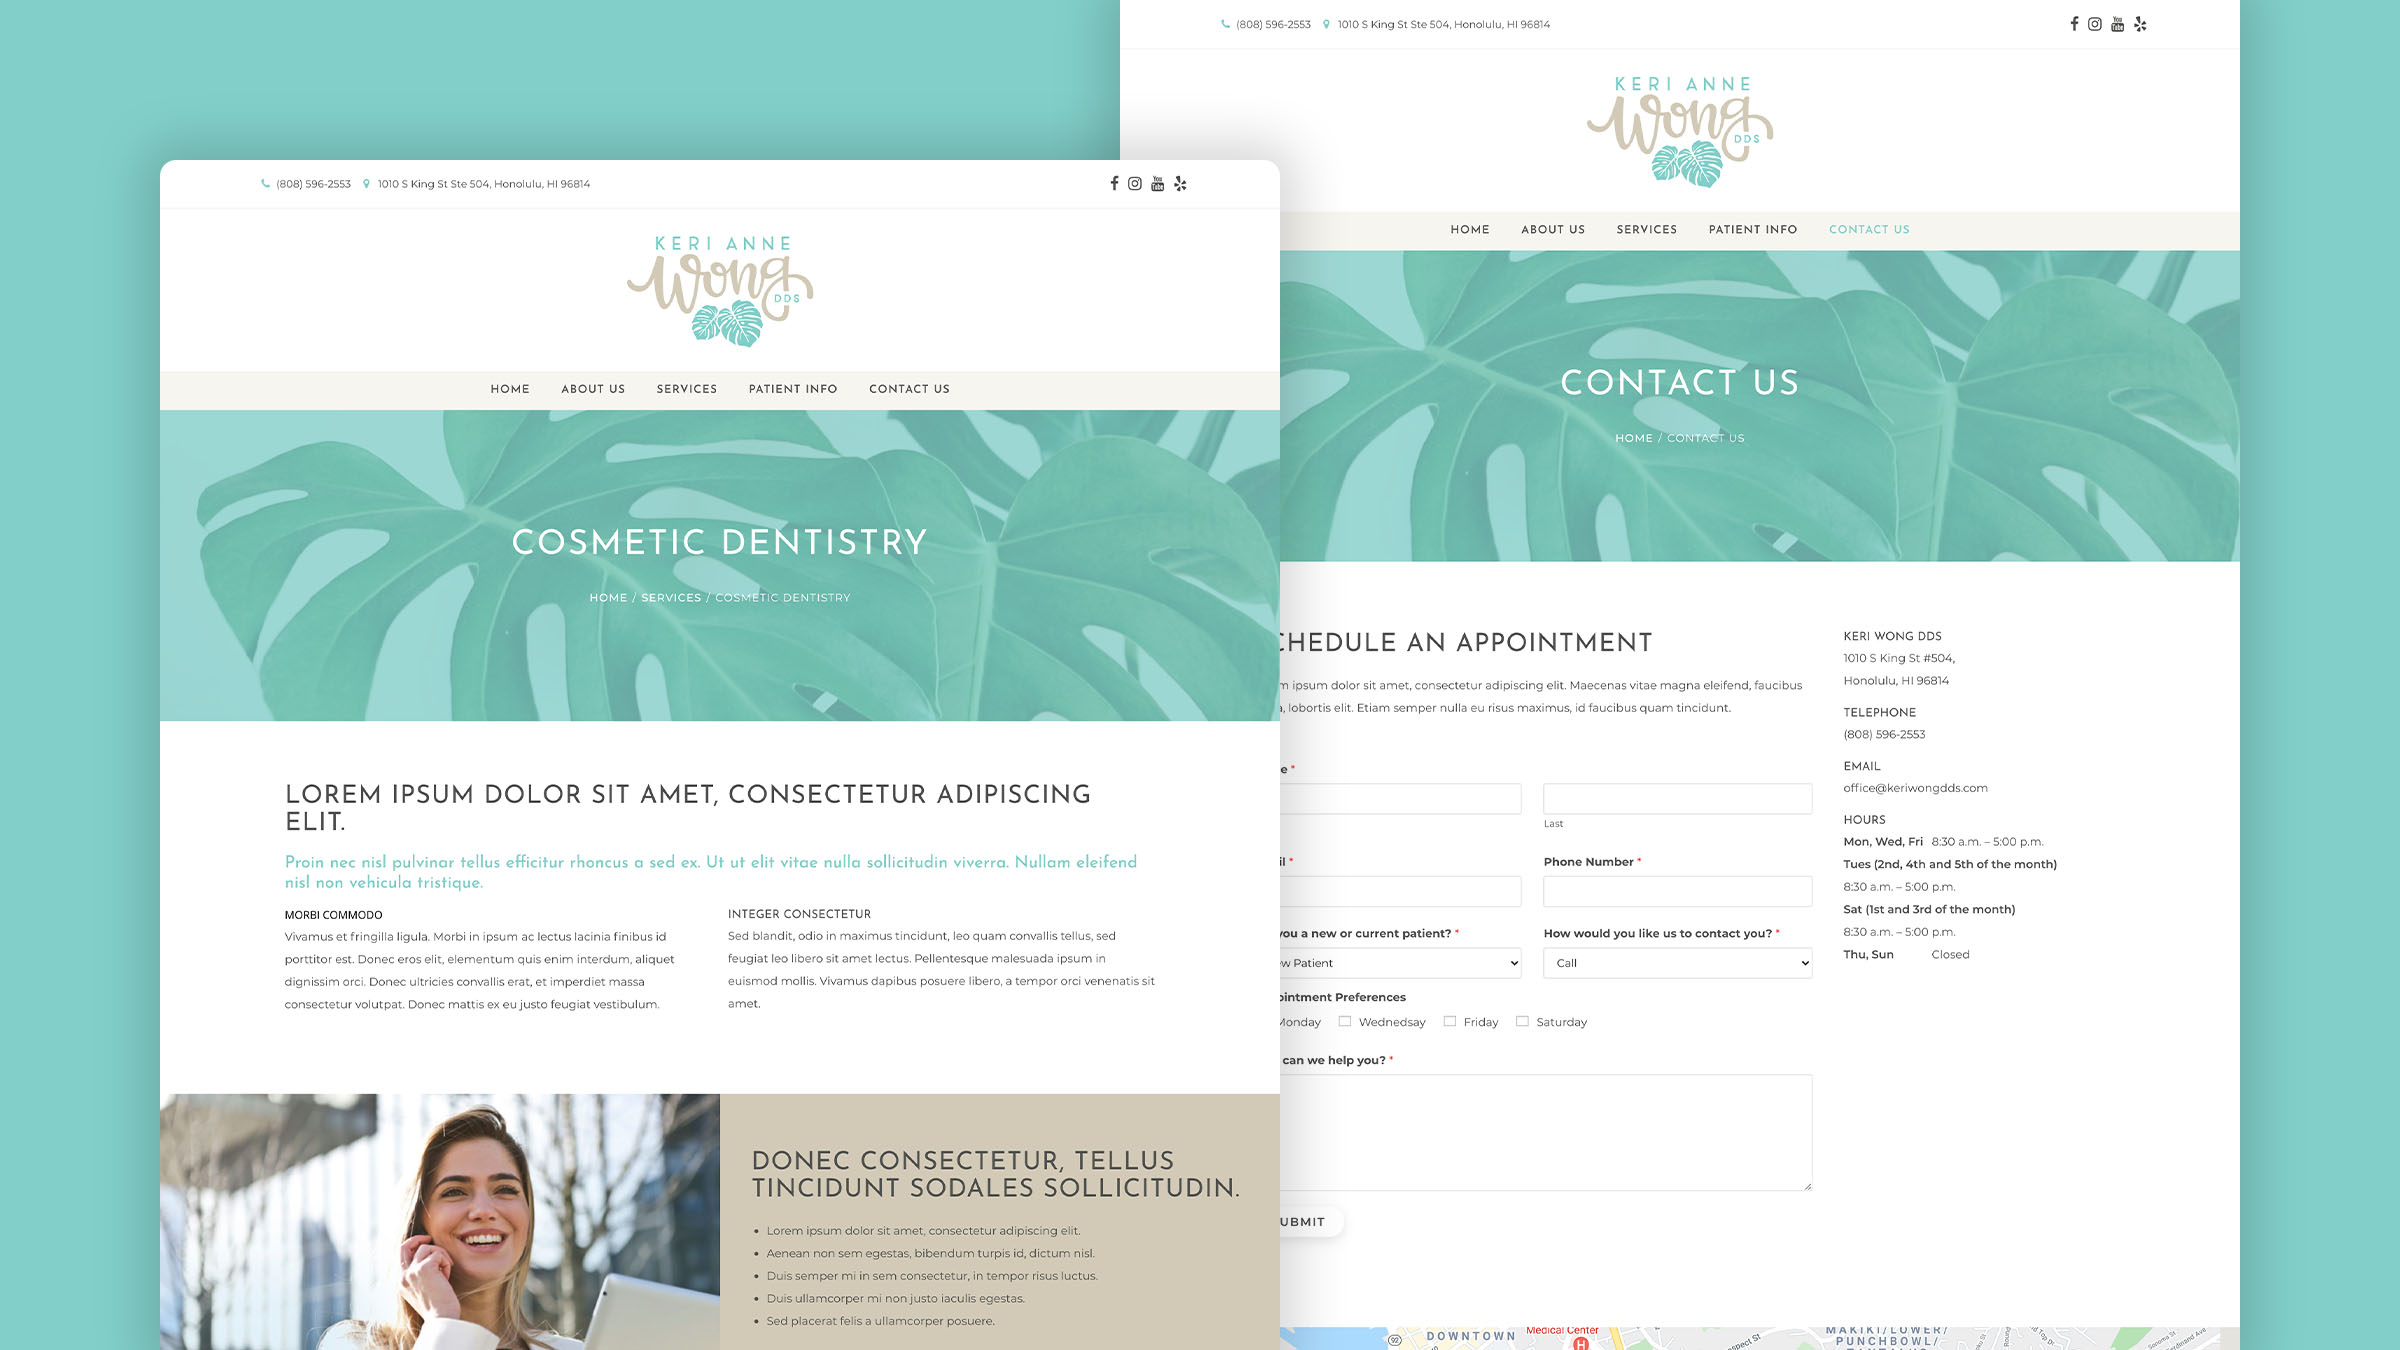 (808) 596-2553 1010 S King St Ste 504, Honolulu, HI 96814
KERI ANNE
Wong
DDS
HOME ABOUT US SERVICES PATIENT INFO CONTACT US
COSMETIC DENTISTRY
HOME / SERVICES / COSMETIC DENTISTRY
LOREM IPSUM DOLOR SIT AMET, CONSECTETUR ADIPISCING
ELIT.
Proin nec nisl pulvinar tellus efficitur rhoncus a sed ex. Ut ut elit vitae nulla sollicitudin viverra. Nullam eleifend
nisl non vehicula tristique.
MORBI COMMODO
Vivamus et fringilla ligula. Morbi in ipsum ac lectus lacinia finibus id
porttitor est. Donec eros elit, elementum quis enim interdum, aliquet
dignissim orci. Donec ultricies convallis erat, et imperdiet massa
consectetur volutpat. Donec mattis ex eu justo feugiat vestibulum.
INTEGER CONSECTETUR
Sed blandit, odio in maximus tincidunt, leo quam convallis tellus, sed
feugiat leo libero sit amet lectus. Pellentesque malesuada ipsum in
euismod mollis. Vivamus dapibus posuere libero, a tempor orci venenatis sit
amet.
DONEC CONSECTETUR, TELLUS
TINCIDUNT SODALES SOLLICITUDIN.
• Lorem ipsum dolor sit amet, consectetur adipiscing elit.
• Aenean non sem egestas, bibendum turpis id, dictum nisl.
• Duis semper mi in sem consectetur, in tempor risus luctus.
• Duis ullamcorper mi non justo iaculis egestas.
• Sed placerat felis a ullamcorper posuere.
(808) 596-2553 1010 S King St Ste 504, Honolulu, HI 96814
KERI ANNE
Wong
DDS
HOME ABOUT US SERVICES PATIENT INFO CONTACT US
CONTACT US
HOME / CONTACT US
CHEDULE AN APPOINTMENT
m ipsum dolor sit amet, consectetur adipiscing elit. Maecenas vitae magna eleifend, faucibus
, lobortis elit. Etiam semper nulla eu risus maximus, id faucibus quam tincidunt.
e *
Last
il * Phone Number *
you a new or current patient? * How would you like us to contact you? *
w Patient Call
ointment Preferences
Monday Wednedsay Friday Saturday
can we help you? *
UBMIT
KERI WONG DDS
1010 S King St #504,
Honolulu, HI 96814
TELEPHONE
(808) 596-2553
EMAIL
office@keriwongdds.com
HOURS
Mon, Wed, Fri 8:30 a.m. – 5:00 p.m.
Tues (2nd, 4th and 5th of the month)
8:30 a.m. – 5:00 p.m.
Sat (1st and 3rd of the month)
8:30 a.m. – 5:00 p.m.
Thu, Sun Closed
92
DOWNTOWN
Medical Center
H
MAKIKI/LOWER/
PUNCHBOWL/